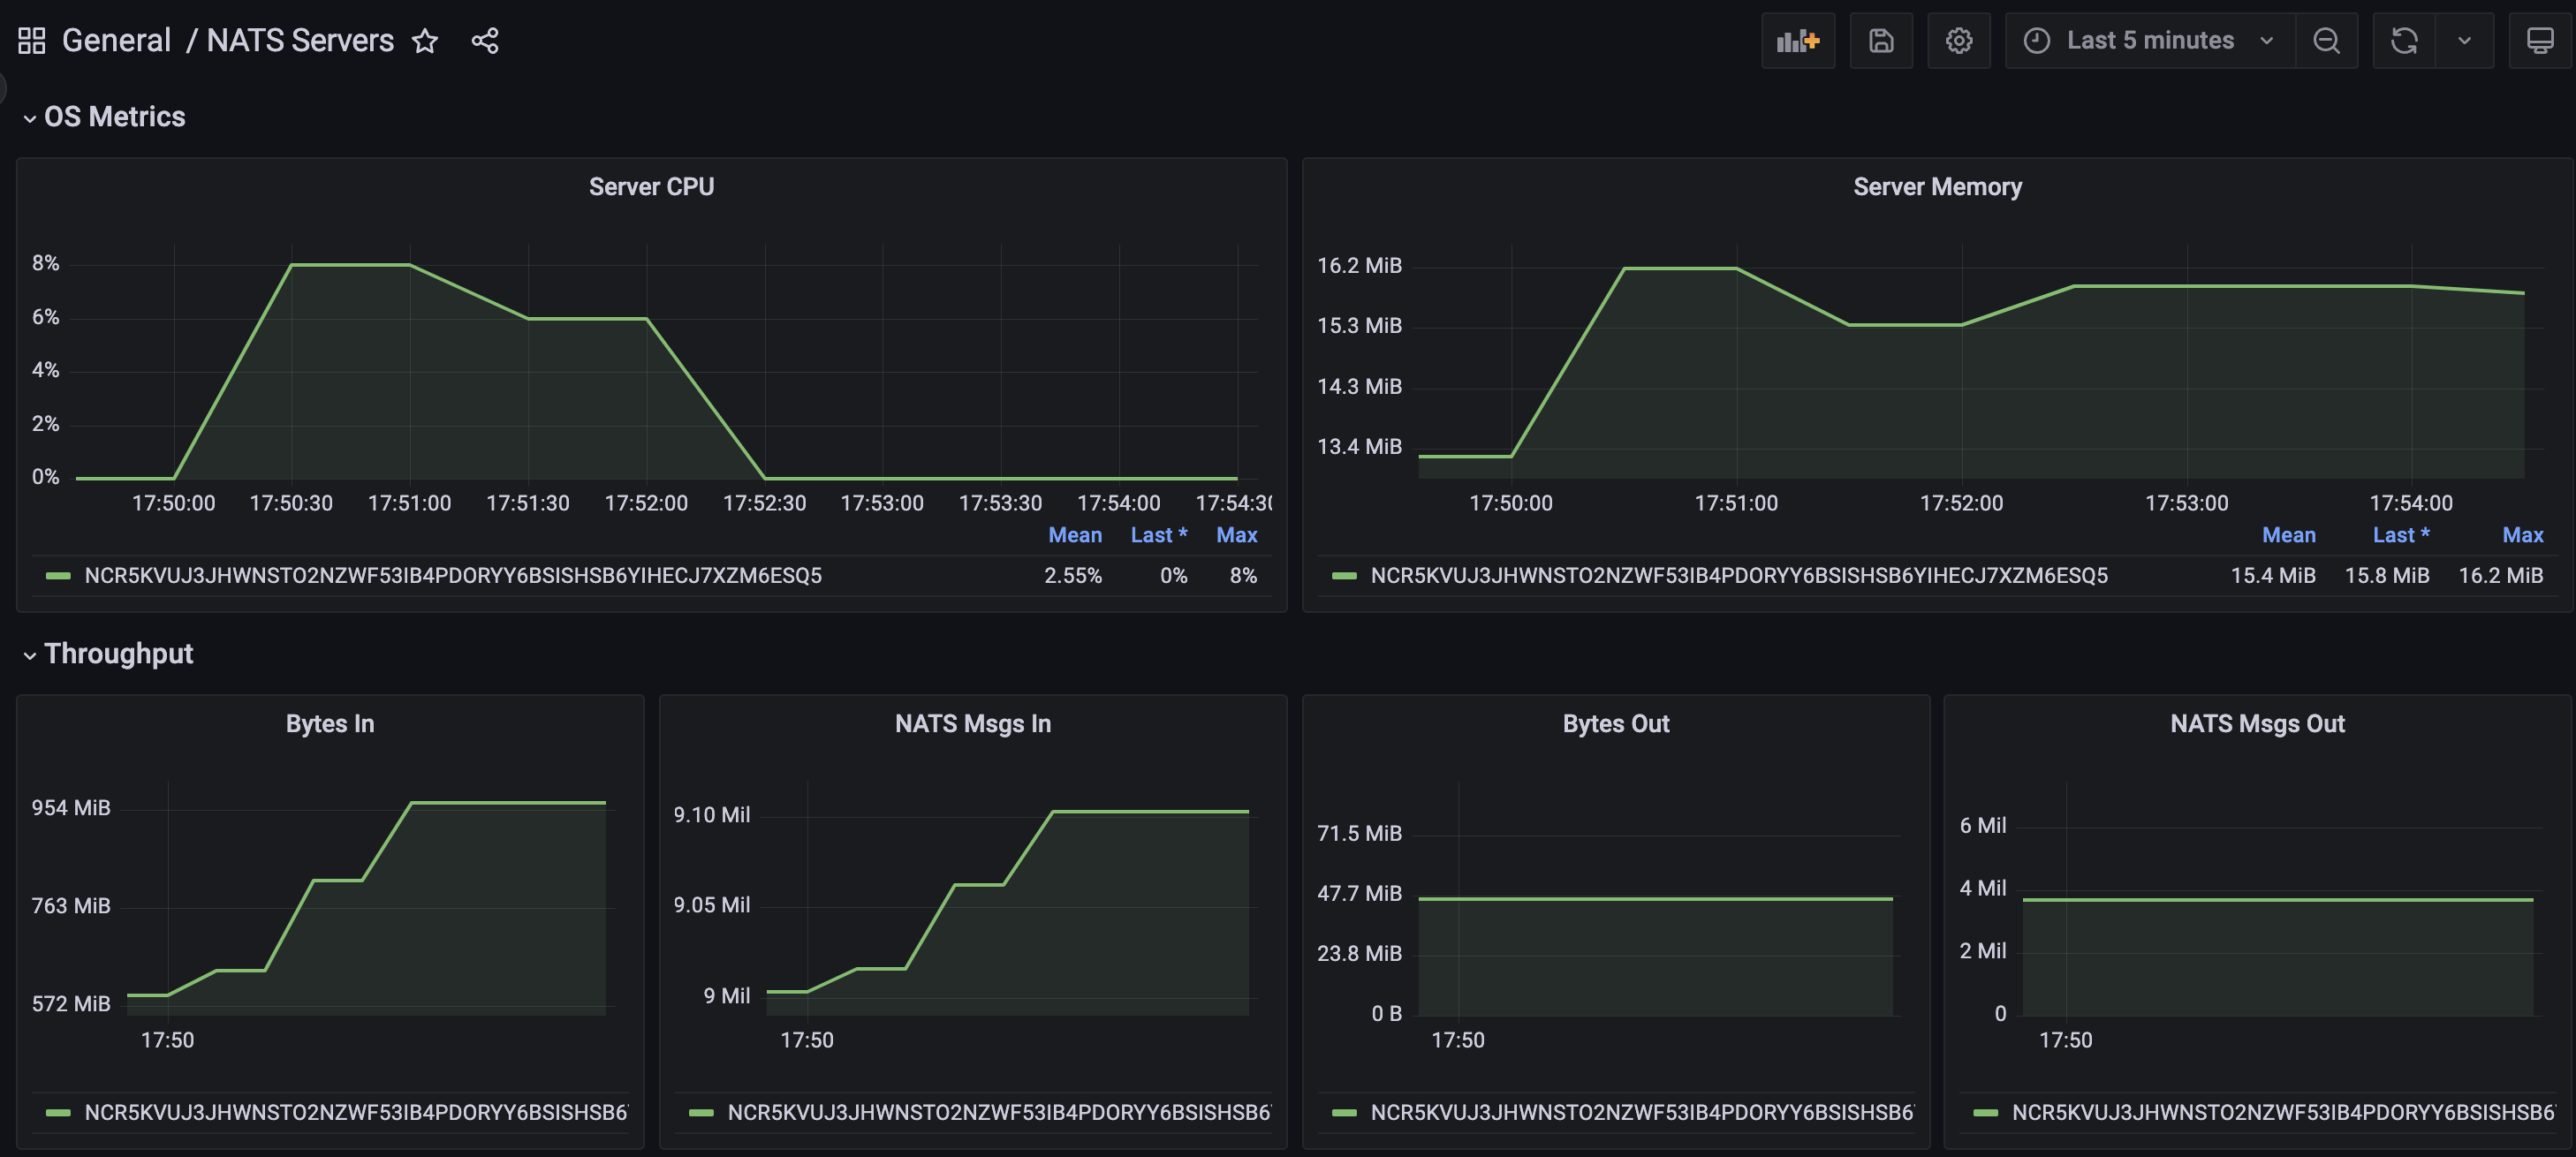 General / NATS Servers
Last 5 minutes
OS Metrics
Server CPU
8%
6%
4%
2%
0%
17:50:00 17:50:30 17:51:00 17:51:30 17:52:00 17:52:30 17:53:00 17:53:30 17:54:00 17:54:30
Mean Last * Max
NCR5KVUJ3JHWNSTO2NZWF53IB4PDORYY6BSISHSB6YIHECJ7XZM6ESQ5 2.55% 0% 8%
Server Memory
16.2 MiB
15.3 MiB
14.3 MiB
13.4 MiB
17:50:00 17:51:00 17:52:00 17:53:00 17:54:00
Mean Last * Max
NCR5KVUJ3JHWNSTO2NZWF53IB4PDORYY6BSISHSB6YIHECJ7XZM6ESQ5 15.4 MiB 15.8 MiB 16.2 MiB
Throughput
Bytes In
954 MiB
763 MiB
572 MiB
17:50
NCR5KVUJ3JHWNSTO2NZWF53IB4PDORYY6BSISHSB6
NATS Msgs In
9.10 Mil
9.05 Mil
9 Mil
17:50
NCR5KVUJ3JHWNSTO2NZWF53IB4PDORYY6BSISHSB6
Bytes Out
71.5 MiB
47.7 MiB
23.8 MiB
0 B
17:50
NCR5KVUJ3JHWNSTO2NZWF53IB4PDORYY6BSISHSB6
NATS Msgs Out
6 Mil
4 Mil
2 Mil
0
17:50
NCR5KVUJ3JHWNSTO2NZWF53IB4PDORYY6BSISHSB6